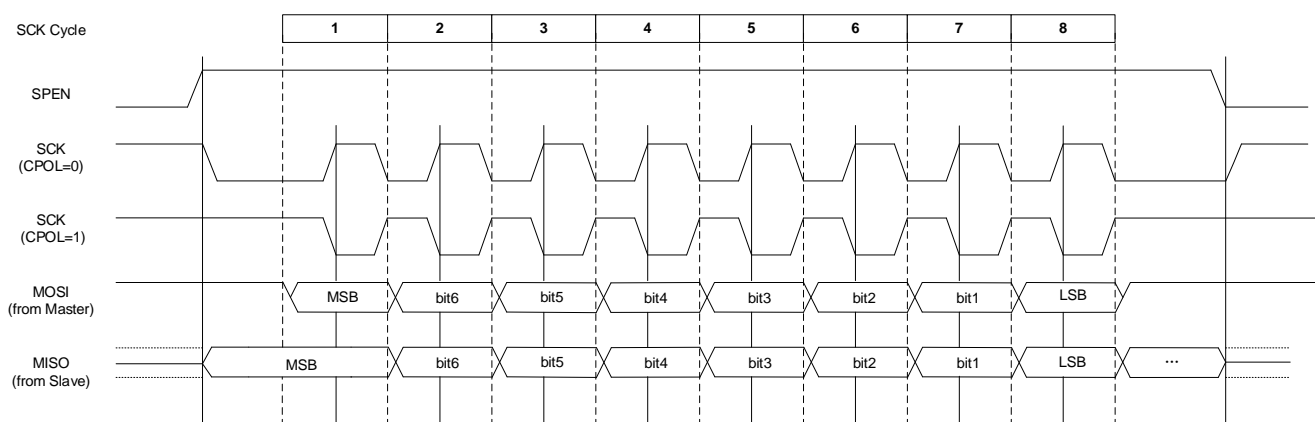 SCK Cycle 1 2 3 4 5 6 7 8
SPEN
SCK
(CPOL=0)
SCK
(CPOL=1)
MOSI
(from Master)
MSB bit6 bit5 bit4 bit3 bit2 bit1 LSB
MISO
(from Slave)
MSB bit6 bit5 bit4 bit3 bit2 bit1 LSB ...